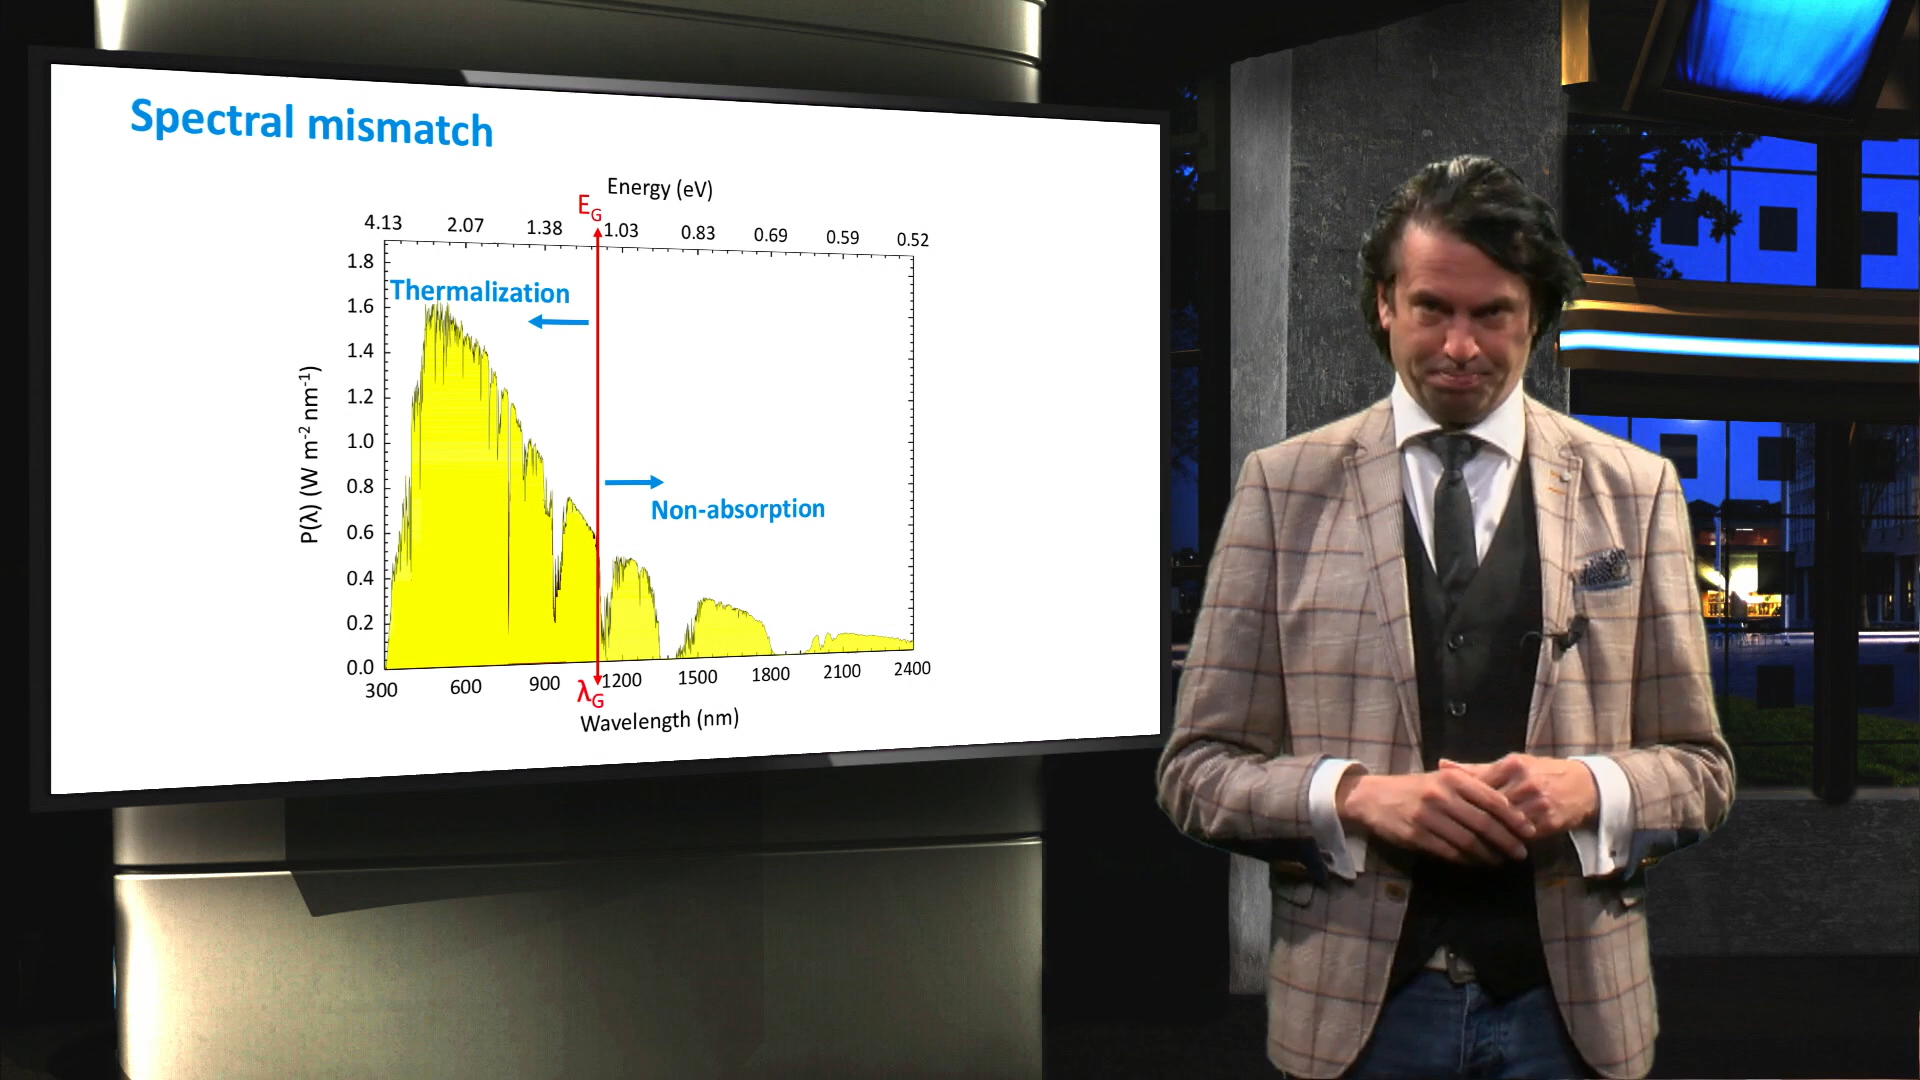 Spectral mismatch
Energy (eV)
E_G
4.13 2.07 1.38 1.03 0.83 0.69 0.59 0.52
1.8
Thermalization
1.6
1.4
1.2
1.0
0.8
Non-absorption
0.6
0.4
0.2
0.0
P(λ) (W m⁻² nm⁻¹)
300 600 900 1200 1500 1800 2100 2400
λ_G
Wavelength (nm)